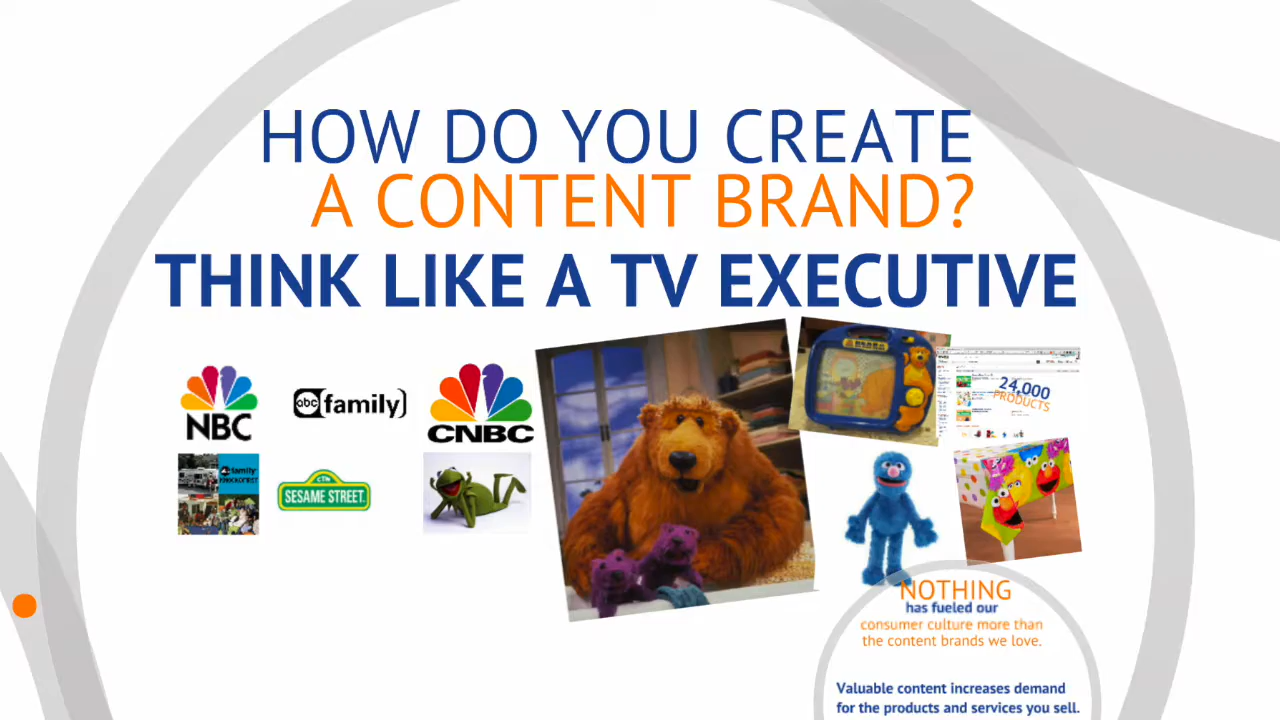 HOW DO YOU CREATE
A CONTENT BRAND?
THINK LIKE A TV EXECUTIVE
NBC
abc family
CNBC
SESAME STREET
24,000
PRODUCTS
NOTHING
has fueled our
consumer culture more than
the content brands we love.
Valuable content increases demand
for the products and services you sell.